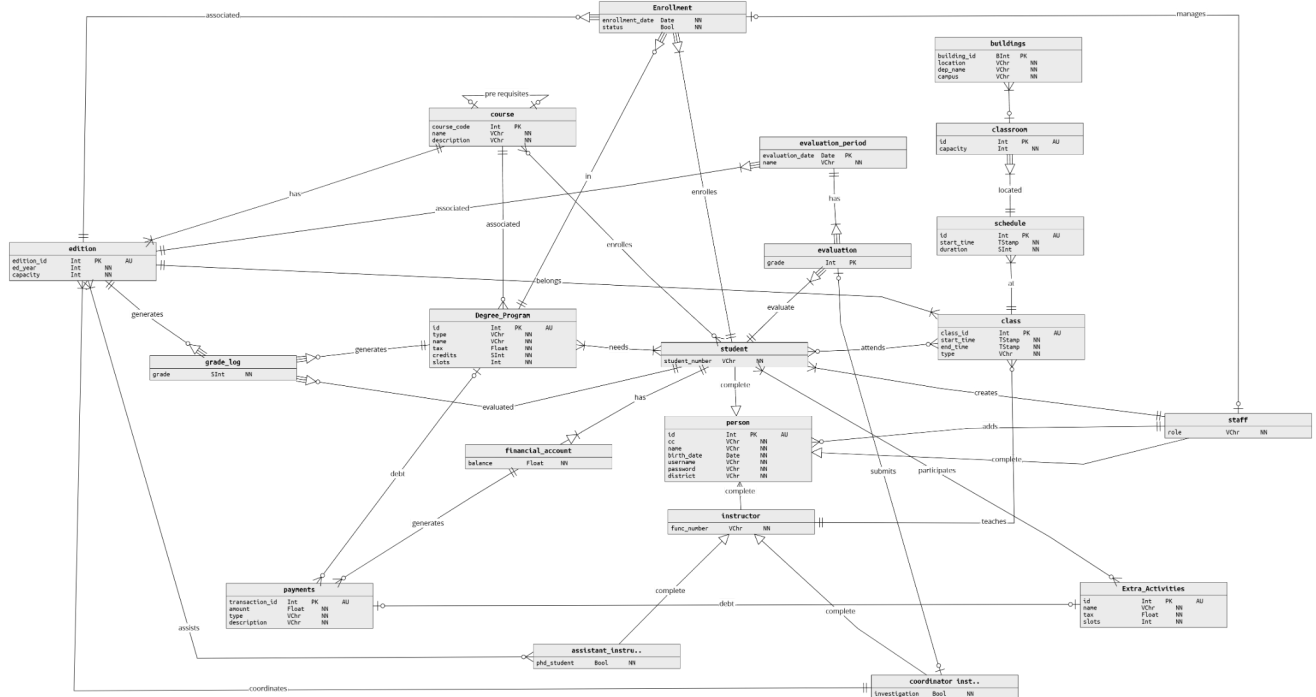 Enrollment
enrollment_date Date NN
status Bool NN
associated
manages
buildings
building_id BInt PK
location VChr NN
dep_name VChr NN
campus VChr NN
pre requisites
course
course_code Int PK
name VChr NN
description VChr NN
classroom
id Int PK AU
capacity Int NN
evaluation_period
evaluation_date Date PK
name VChr NN
in
enrolles
located
has
associated
has
associated
enrolles
schedule
id Int PK AU
start_time TStamp NN
duration SInt NN
edition
edition_id Int PK AU
ed_year Int NN
capacity Int NN
evaluation
grade Int PK
belongs
at
generates
evaluate
Degree_Program
id Int PK AU
type VChr NN
name VChr NN
tax Float NN
credits SInt NN
slots Int NN
class
class_id Int PK AU
start_time TStamp NN
end_time TStamp NN
type VChr NN
generates
needs
student
student_number VChr NN
attends
grade_log
grade SInt NN
complete
has
creates
evaluated
person
id Int PK AU
cc VChr NN
name VChr NN
birth_date Date NN
username VChr NN
password VChr NN
district VChr NN
adds
staff
role VChr NN
financial_account
balance Float NN
complete
debt
submits
participates
complete
instructor
func_number VChr NN
generates
teaches
payments
transaction_id Int PK AU
amount Float NN
type VChr NN
description VChr NN
complete
complete
debt
Extra_Activities
id Int PK AU
name VChr NN
tax Float NN
slots Int NN
assists
assistant_instru..
phd_student Bool NN
coordinates
coordinator inst..
investigation Bool NN